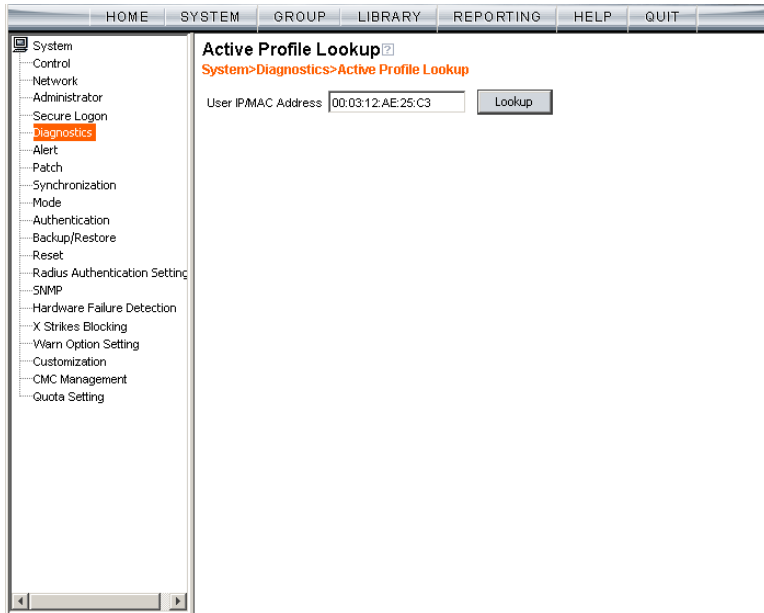 HOME SYSTEM GROUP LIBRARY REPORTING HELP QUIT
System
Control
Network
Administrator
Secure Logon
Diagnostics
Alert
Patch
Synchronization
Mode
Authentication
Backup/Restore
Reset
Radius Authentication Setting
SNMP
Hardware Failure Detection
X Strikes Blocking
Warn Option Setting
Customization
CMC Management
Quota Setting
Active Profile Lookup?
System>Diagnostics>Active Profile Lookup
User IP/MAC Address 00:03:12:AE:25:C3 Lookup